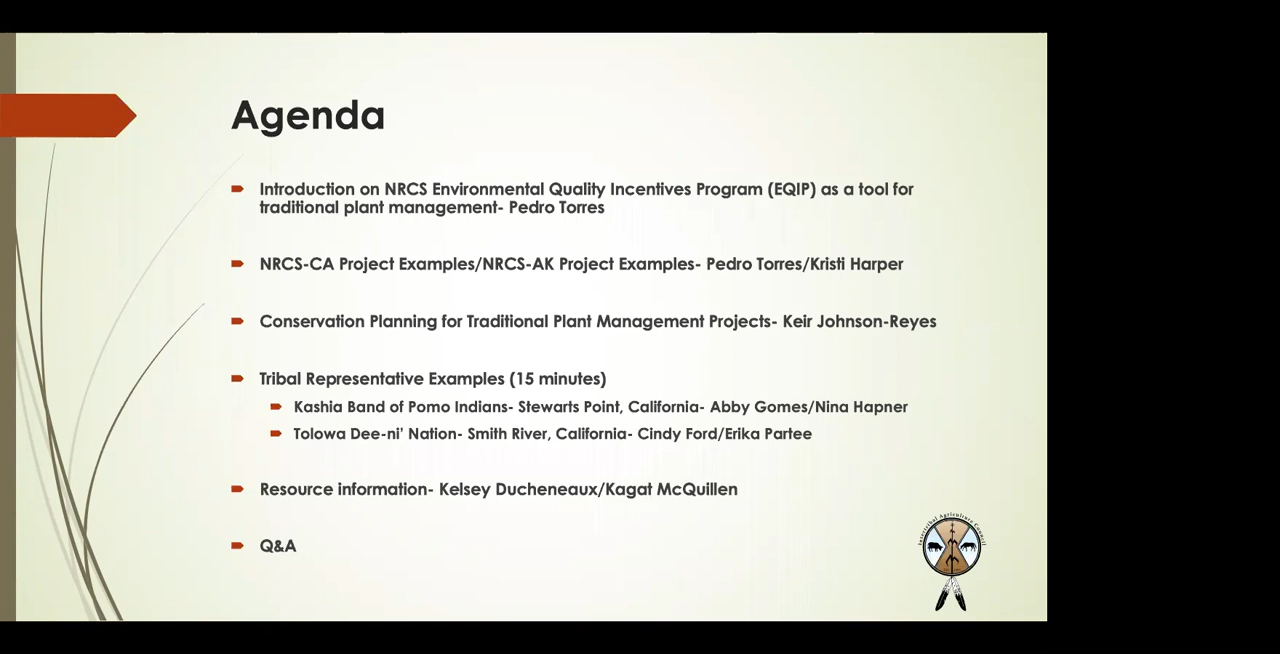 Agenda
Introduction on NRCS Environmental Quality Incentives Program (EQIP) as a tool for
traditional plant management- Pedro Torres
NRCS-CA Project Examples/NRCS-AK Project Examples- Pedro Torres/Kristi Harper
Conservation Planning for Traditional Plant Management Projects- Keir Johnson-Reyes
Tribal Representative Examples (15 minutes)
Kashia Band of Pomo Indians- Stewarts Point, California- Abby Gomes/Nina Hapner
Tolowa Dee-ni' Nation- Smith River, California- Cindy Ford/Erika Partee
Resource information- Kelsey Ducheneaux/Kagat McQuillen
Q&A
Intertribal Agriculture Council